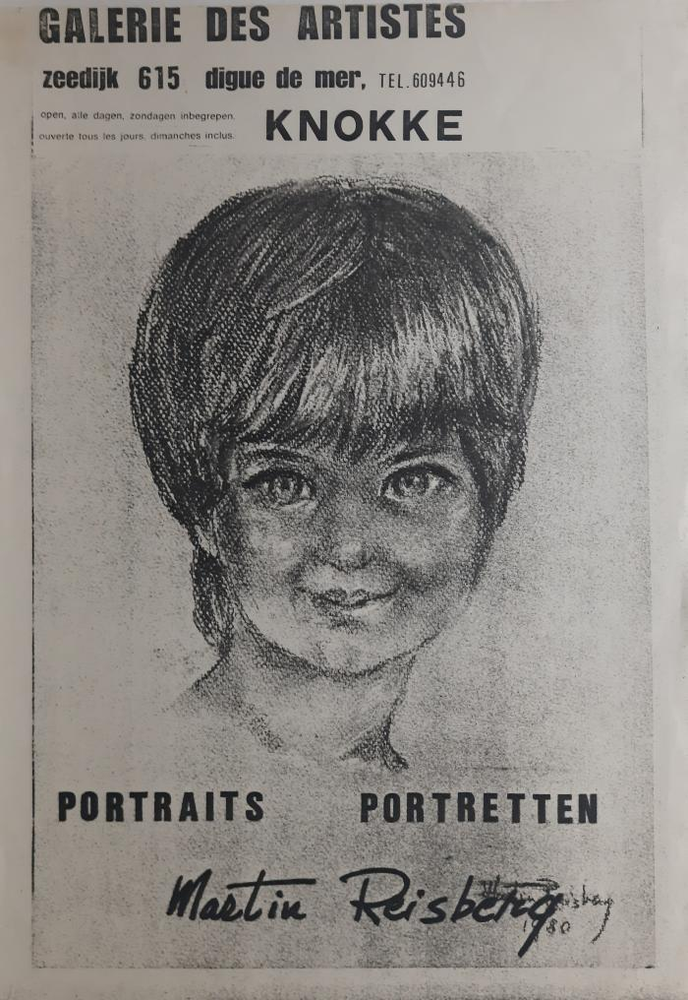 GALERIE DES ARTISTES
zeedijk 615 digue de mer, TEL.609446
open, alle dagen, zondagen inbegrepen.
ouverte tous les jours, dimanches inclus.
KNOKKE
PORTRAITS PORTRETTEN
Martin Reisberg
Reisberg
1980